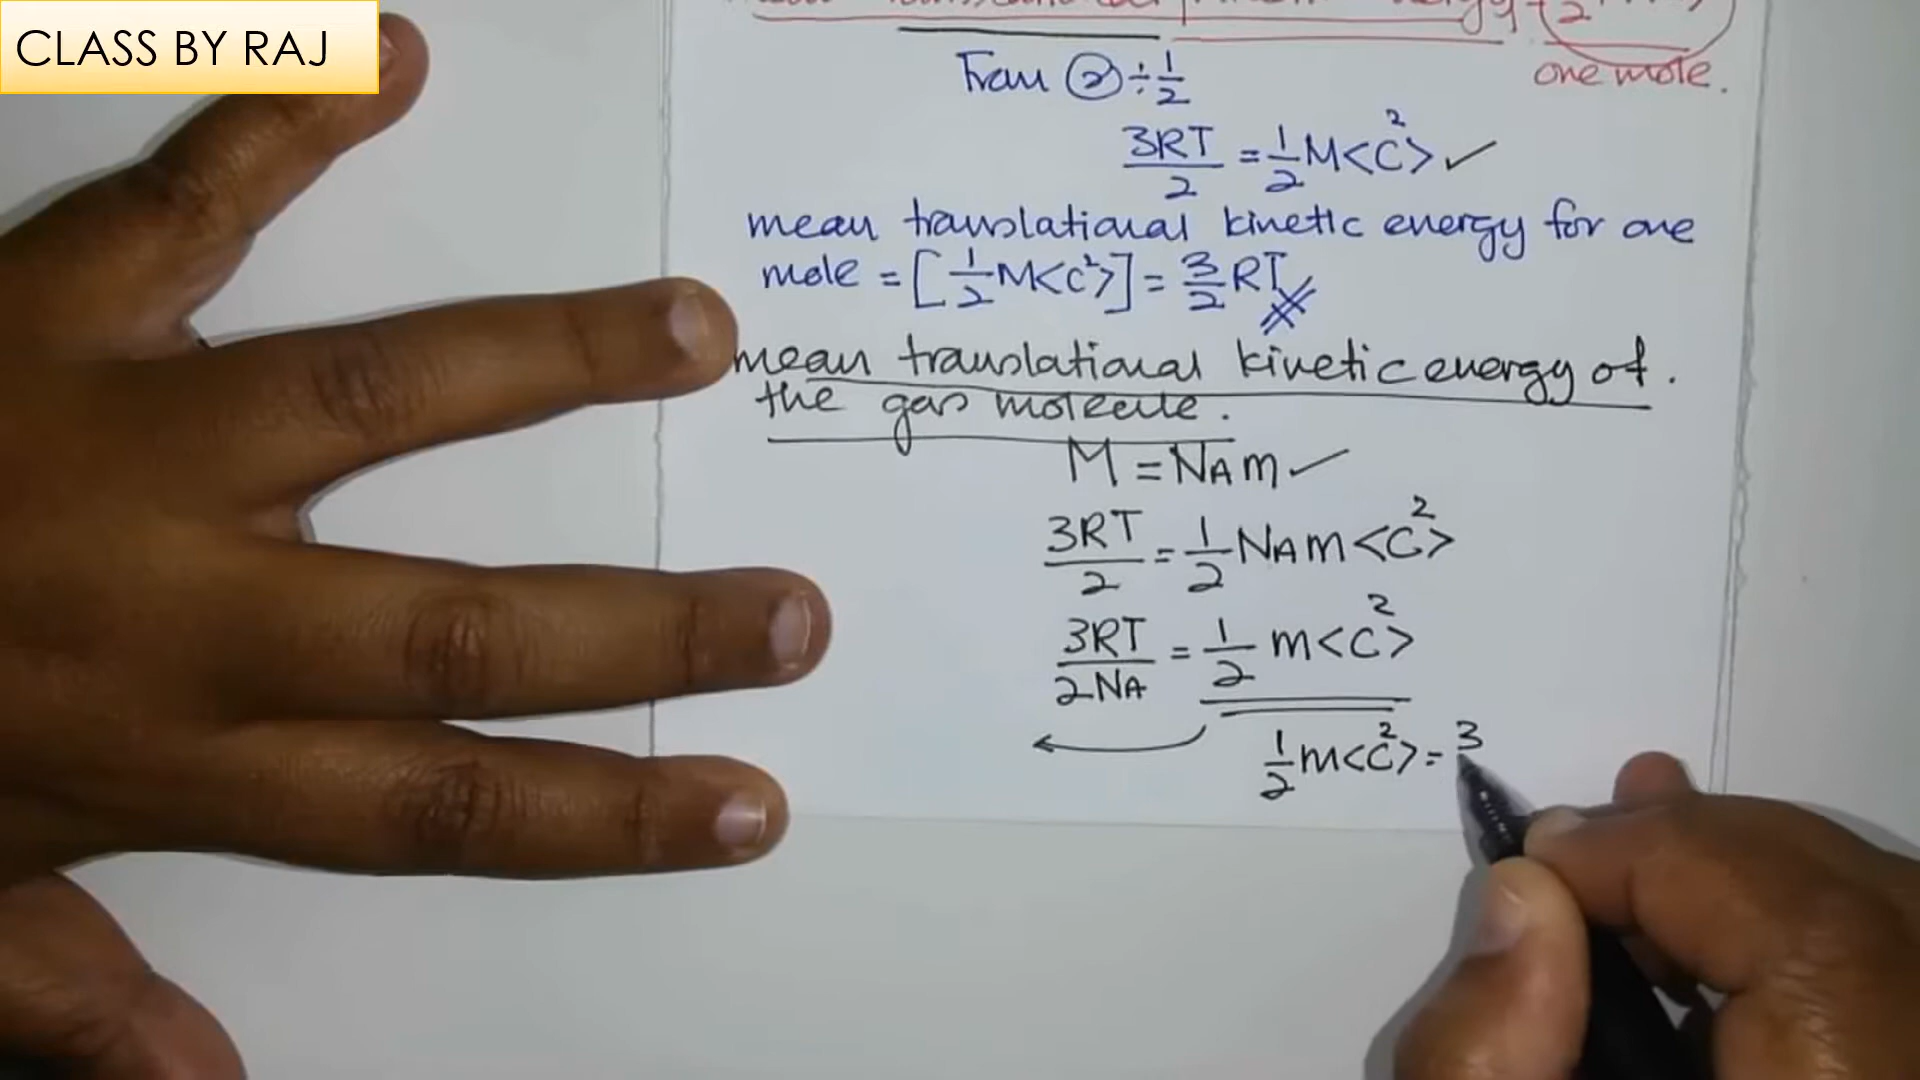 CLASS BY RAJ
From ② ÷ 1/2
one mole.
3RT/2 = 1/2 M<C²> ✓
mean translational kinetic energy for one
mole = [1/2 M<C²>] = 3/2 RT
mean translational kinetic energy of.
the gas molecule.
M = NAm ✓
3RT/2 = 1/2 NAm<C²>
3RT/2NA = 1/2 m<C²>
1/2 m<C²> = 3